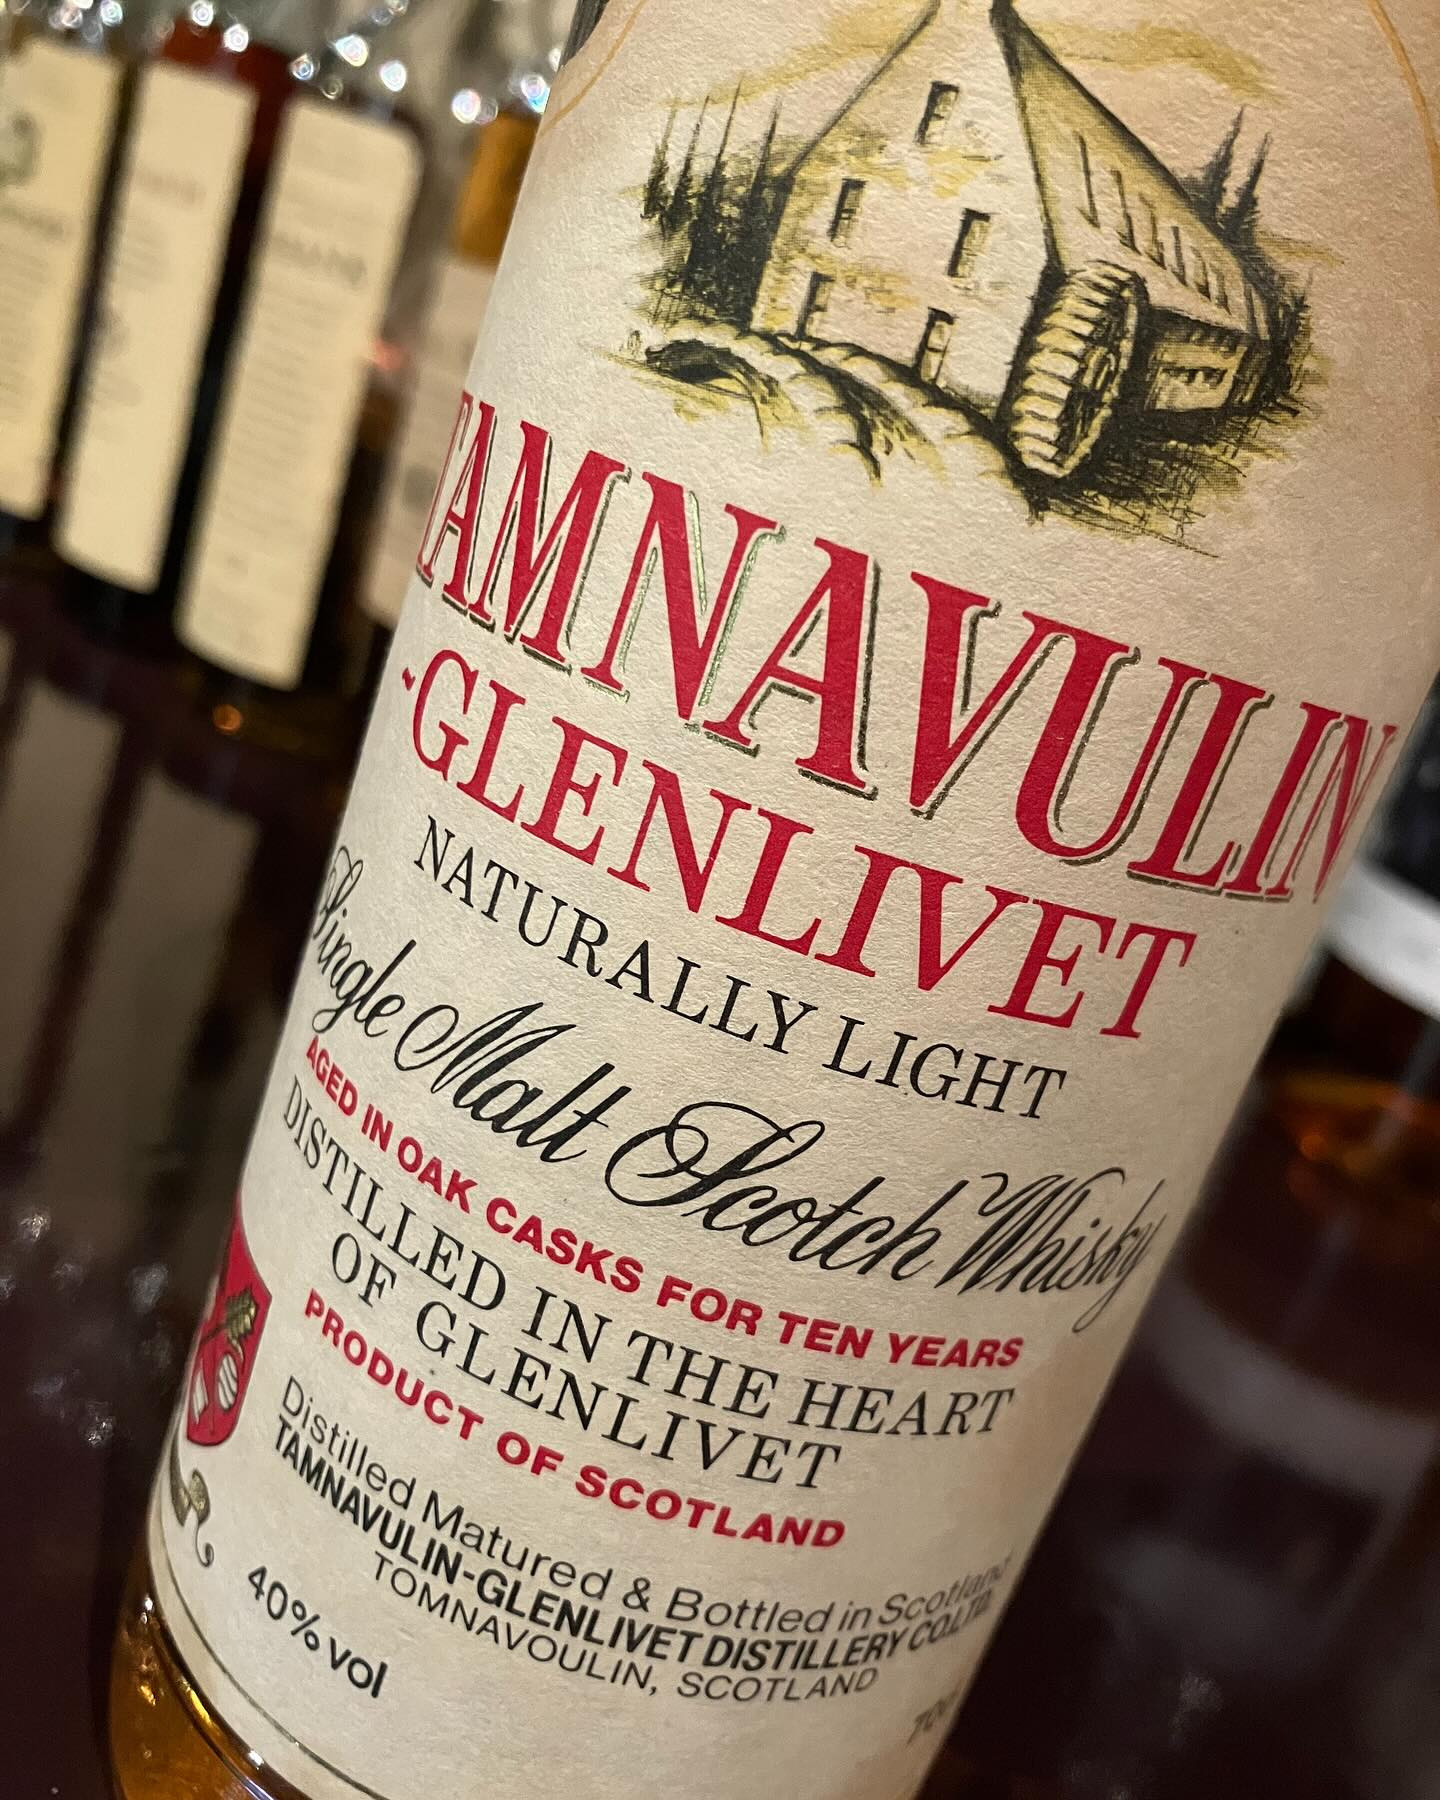 TAMNAVULIN
~GLENLIVET
NATURALLY LIGHT
Single Malt Scotch Whisky
AGED IN OAK CASKS FOR TEN YEARS
DISTILLED IN THE HEART
OF GLENLIVET
PRODUCT OF SCOTLAND
Distilled Matured & Bottled in Scotland
TAMNAVULIN-GLENLIVET DISTILLERY CO.LTD.
TOMNAVOULIN, SCOTLAND
40% vol